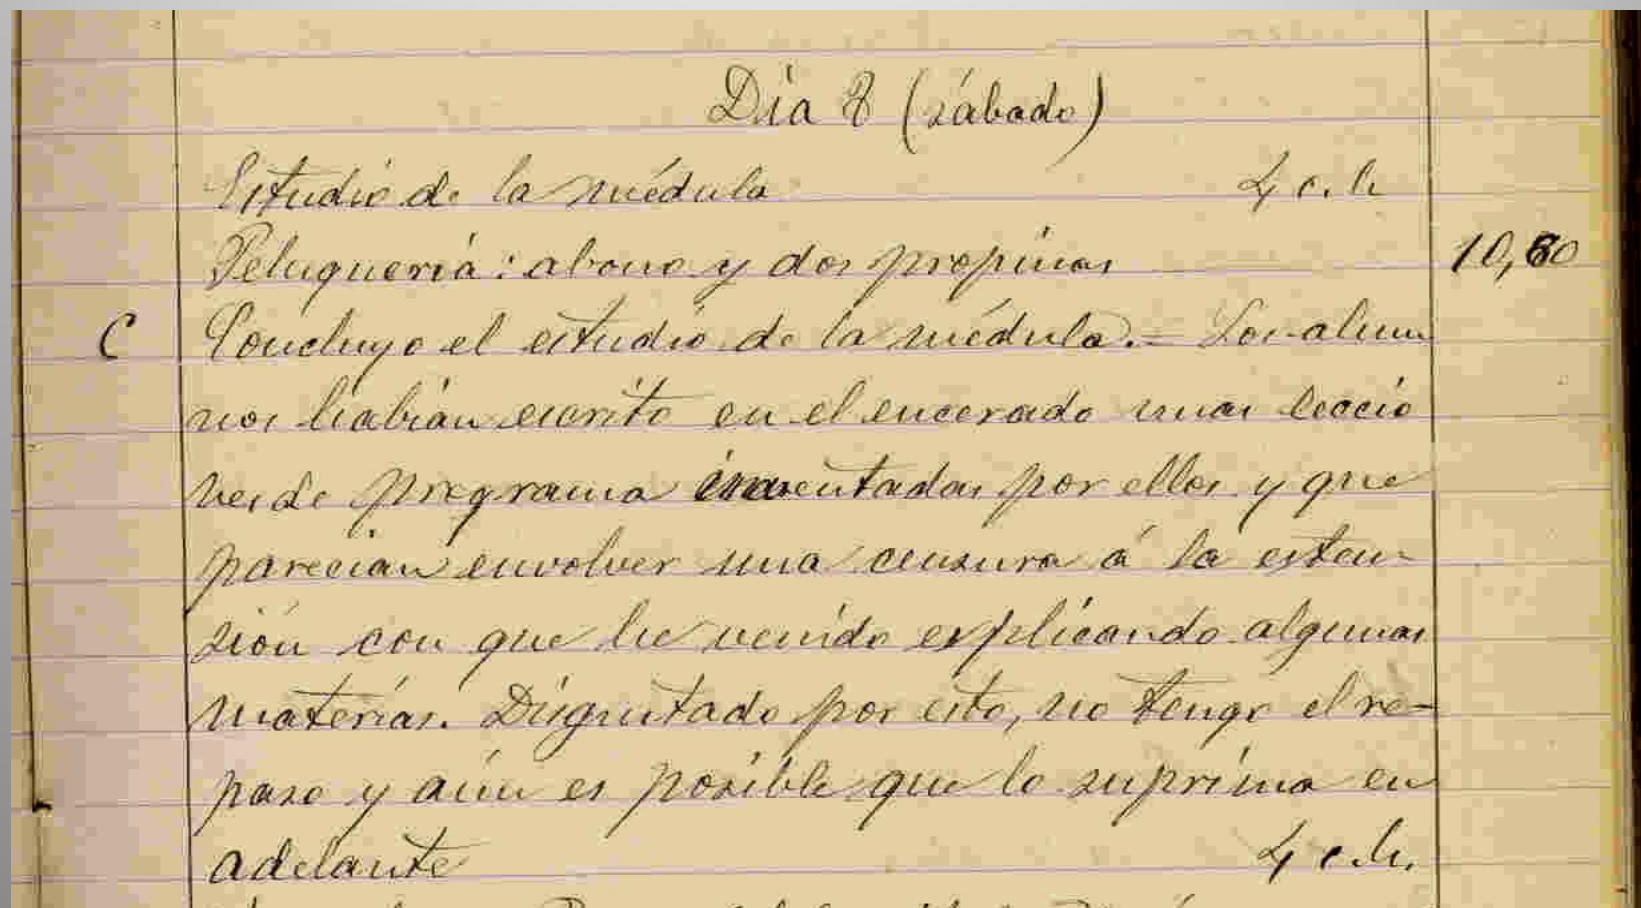 Día 8 (sábado)
Estudio de la médula 4 c. h
Peluquería: abono y dos propinas 10,60
C Concluyo el estudio de la médula. = Los alum
nos habían escrito en el encerado unas leccio
nes de programa inventadas por ellos y que
parecían envolver una censura á la esten-
sión con que he venido explicando algunas
materias. Disgustado por esto, no tengo el re-
paso y aún es posible que lo suprima en
adelante 4 c. h.